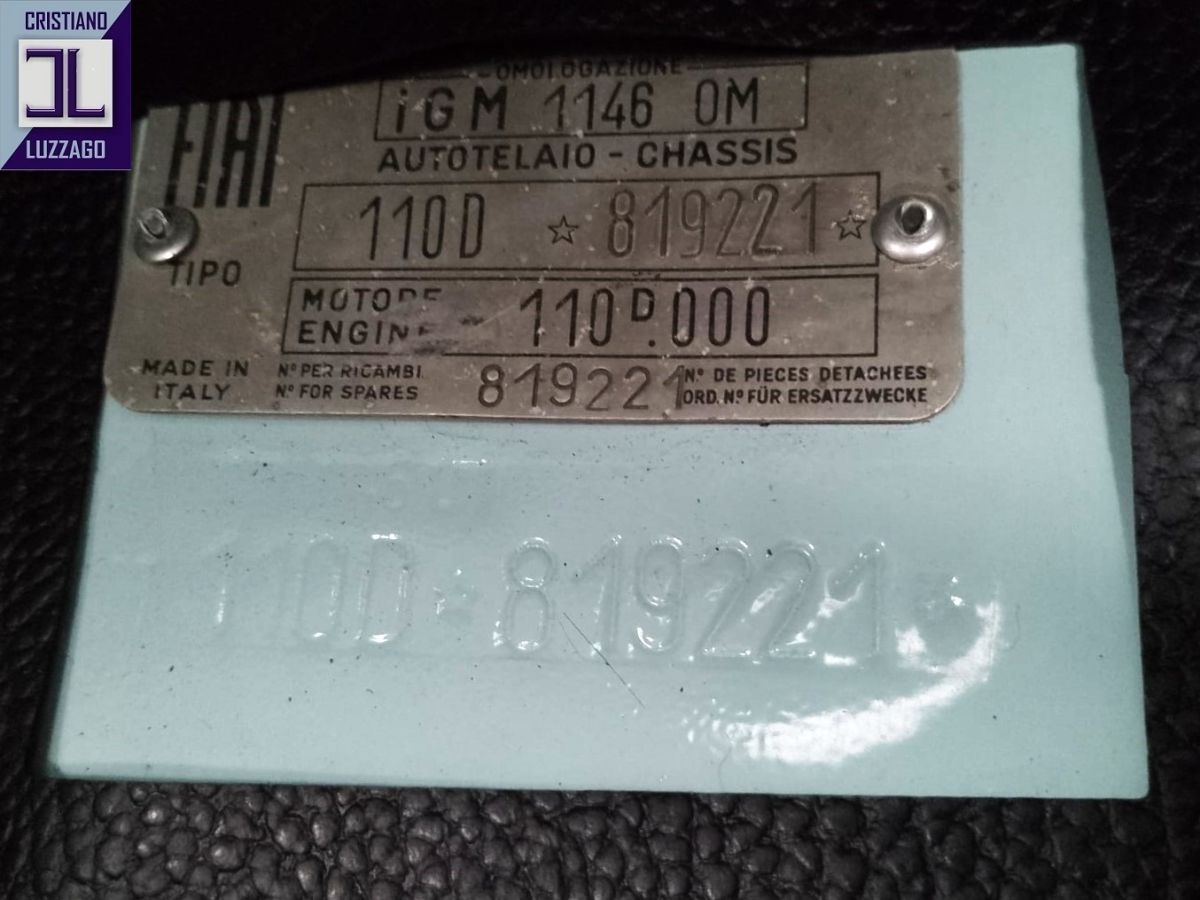 CRISTIANO
CL
LUZZAGO
OMOLOGAZIONE
iGM 1146 OM
FIAT
AUTOTELAIO - CHASSIS
110D ☆ 819221 ☆
TIPO
MOTORE
ENGINE
110D.000
MADE IN
ITALY
Nº PER RICAMBI
Nº FOR SPARES
819221
Nº DE PIECES DETACHEES
ORD. Nº FÜR ERSATZZWECKE
110D 819221